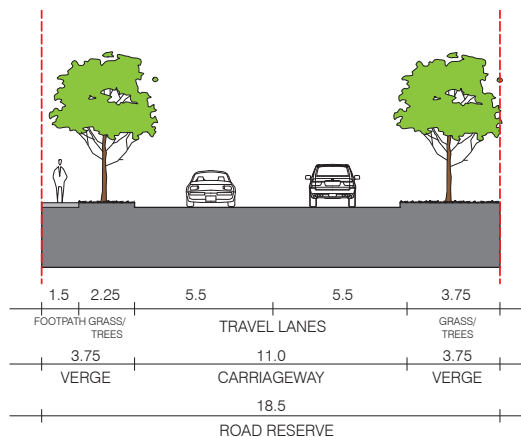 1.5 2.25 5.5 5.5 3.75
FOOTPATH GRASS/ TREES TRAVEL LANES GRASS/ TREES
3.75 11.0 3.75
VERGE CARRIAGEWAY VERGE
18.5
ROAD RESERVE